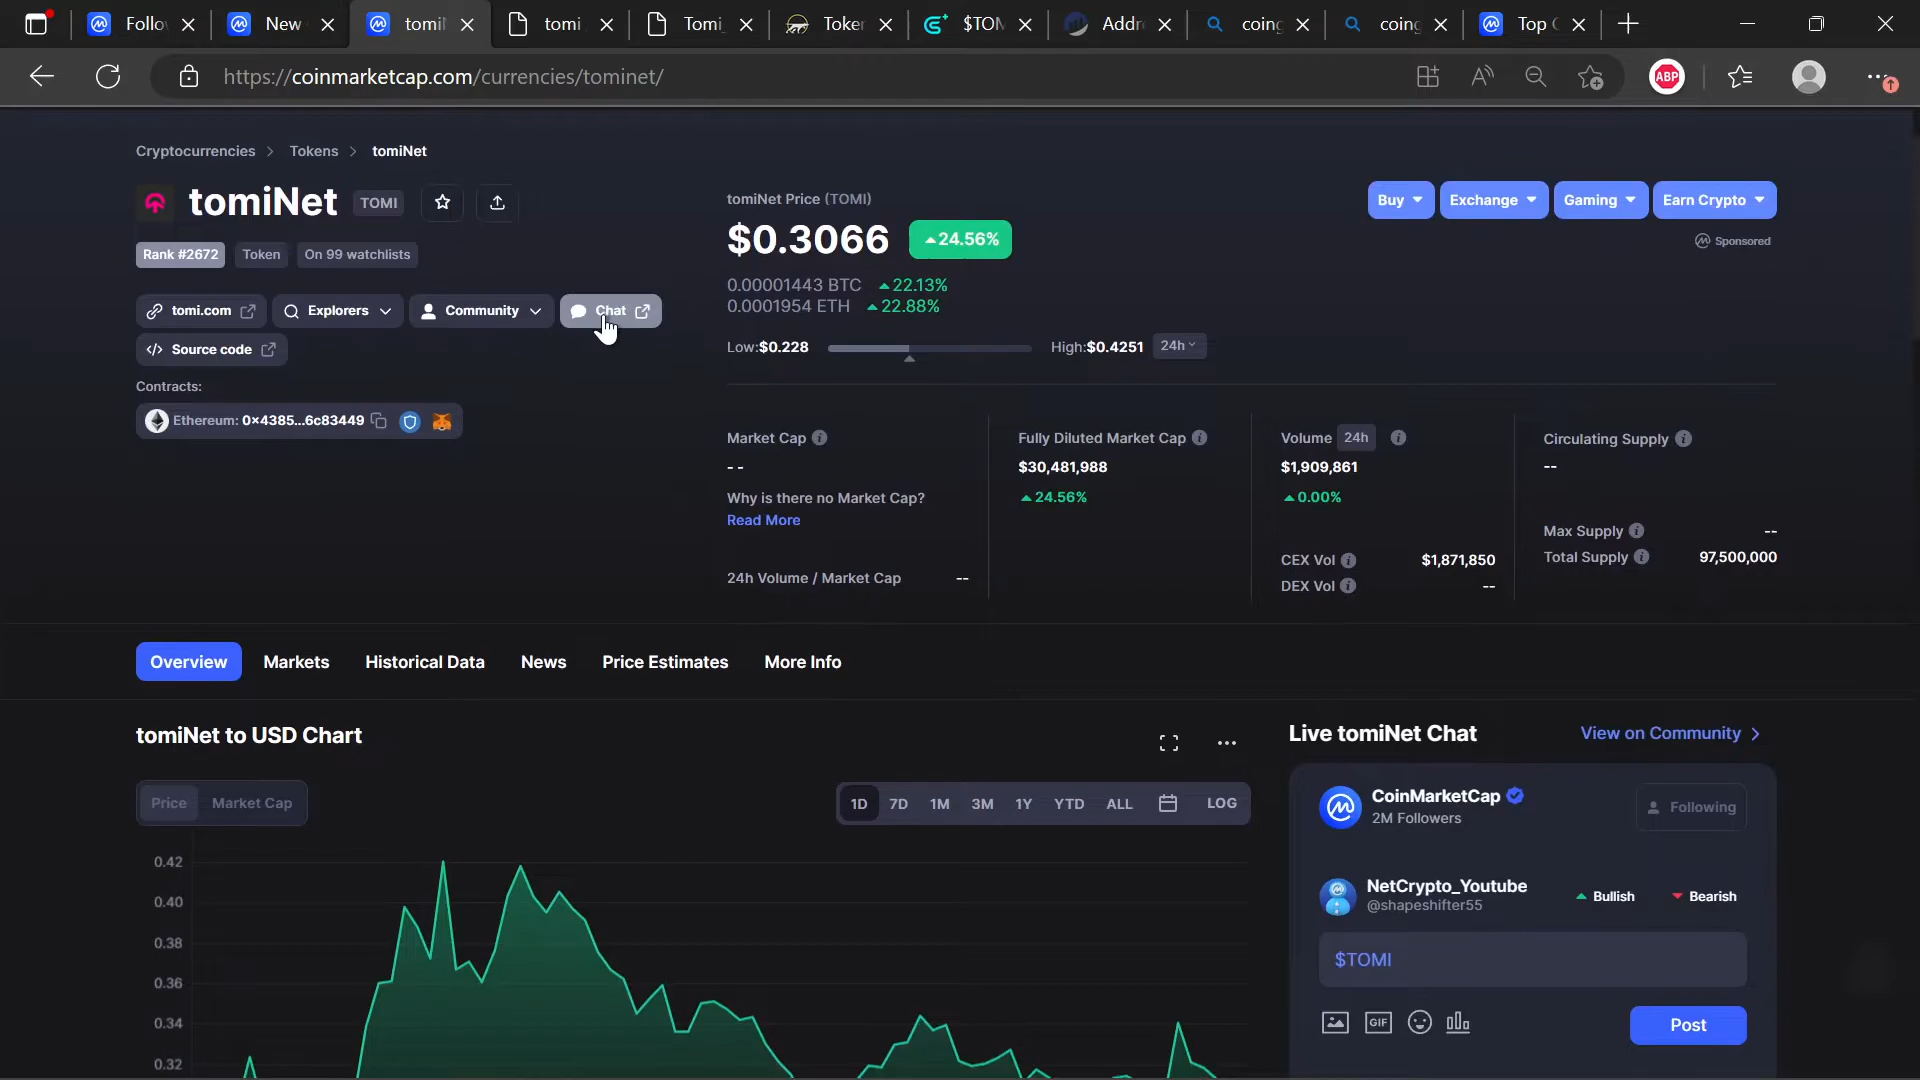 Follo
New
tomi
tomi
Tomi
Toker
$TON
Addr
coing
coing
Top
https://coinmarketcap.com/currencies/tominet/
ABP
Cryptocurrencies > Tokens > tomiNet
tomiNet TOMI
Rank #2672 Token On 99 watchlists
tomi.com Explorers Community Chat
Source code
Contracts:
Ethereum: 0x4385...6c83449
tomiNet Price (TOMI)
$0.3066 24.56%
0.00001443 BTC 22.13%
0.0001954 ETH 22.88%
Low:$0.228 High:$0.4251 24h
Buy Exchange Gaming Earn Crypto
Sponsored
Market Cap
--
Why is there no Market Cap?
Read More
24h Volume / Market Cap --
Fully Diluted Market Cap
$30,481,988
24.56%
Volume 24h
$1,909,861
0.00%
CEX Vol $1,871,850
DEX Vol --
Circulating Supply
--
Max Supply --
Total Supply 97,500,000
Overview Markets Historical Data News Price Estimates More Info
tomiNet to USD Chart
Price Market Cap
1D 7D 1M 3M 1Y YTD ALL LOG
0.42
0.40
0.38
0.36
0.34
0.32
Live tomiNet Chat View on Community >
CoinMarketCap
2M Followers
Following
NetCrypto_Youtube
@shapeshifter55
Bullish Bearish
$TOMI
GIF
Post